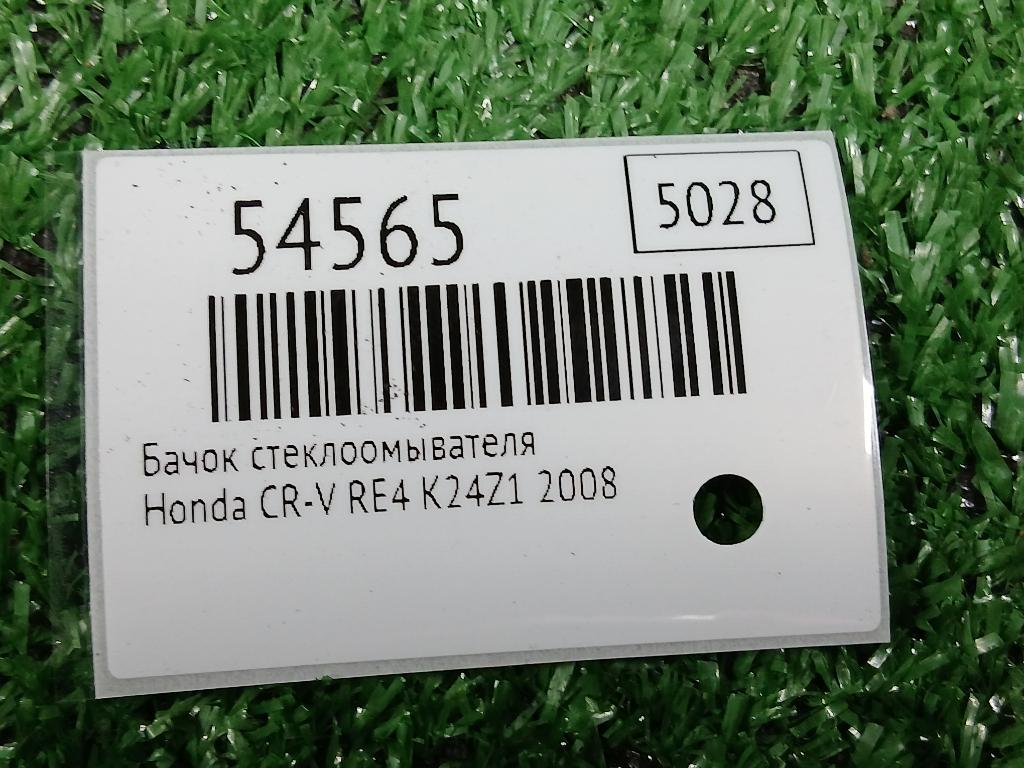 54565
5028
Бачок стеклоомывателя
Honda CR-V RE4 K24Z1 2008